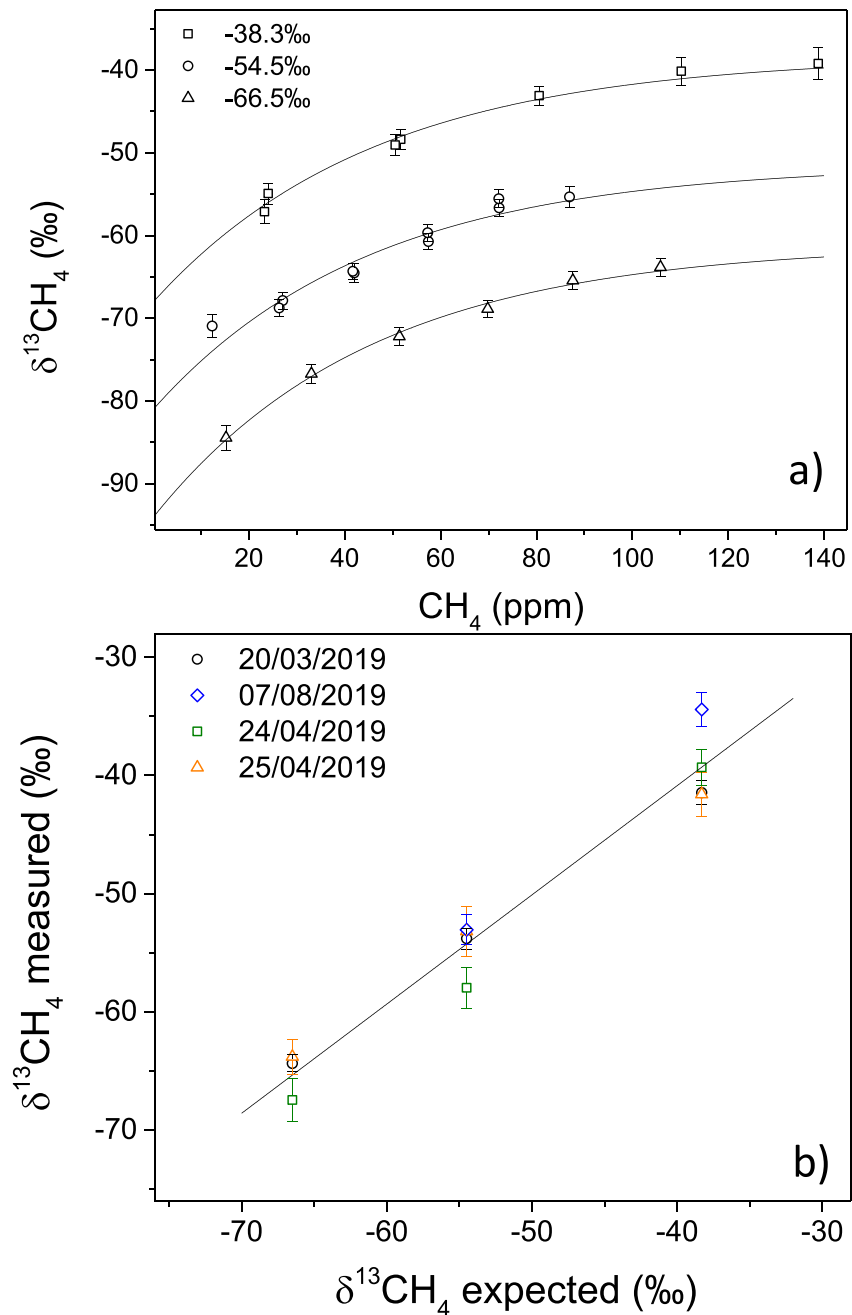 -38.3‰
-54.5‰
-66.5‰
-40
-50
-60
-70
-80
-90
δ¹³CH₄ (‰)
a)
20 40 60 80 100 120 140
CH₄ (ppm)
20/03/2019
07/08/2019
24/04/2019
25/04/2019
-30
-40
-50
-60
-70
δ¹³CH₄ measured (‰)
b)
-70 -60 -50 -40 -30
δ¹³CH₄ expected (‰)